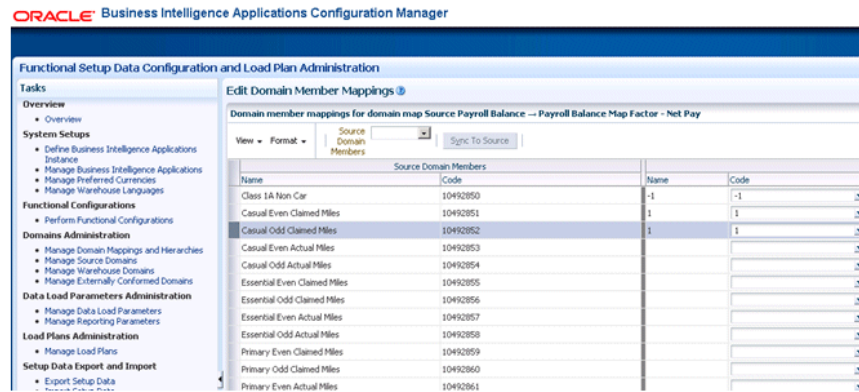 ORACLE Business Intelligence Applications Configuration Manager
Functional Setup Data Configuration and Load Plan Administration
Tasks
Overview
Overview
System Setups
Define Business Intelligence Applications
Instance
Manage Business Intelligence Applications
Manage Preferred Currencies
Manage Warehouse Languages
Functional Configurations
Perform Functional Configurations
Domains Administration
Manage Domain Mappings and Hierarchies
Manage Source Domains
Manage Warehouse Domains
Manage Externally Conformed Domains
Data Load Parameters Administration
Manage Data Load Parameters
Manage Reporting Parameters
Load Plans Administration
Manage Load Plans
Setup Data Export and Import
Export Setup Data
Import Setup Data
Edit Domain Member Mappings
Domain member mappings for domain map Source Payroll Balance → Payroll Balance Map Factor - Net Pay
View Format Source Domain Members Sync To Source
Source Domain Members
Name Code Name Code
Class 1A Non Car 10492850 -1 -1
Casual Even Claimed Miles 10492851 1 1
Casual Odd Claimed Miles 10492852 1 1
Casual Even Actual Miles 10492853
Casual Odd Actual Miles 10492854
Essential Even Claimed Miles 10492855
Essential Odd Claimed Miles 10492856
Essential Even Actual Miles 10492857
Essential Odd Actual Miles 10492858
Primary Even Claimed Miles 10492859
Primary Odd Claimed Miles 10492860
Primary Even Actual Miles 10492861